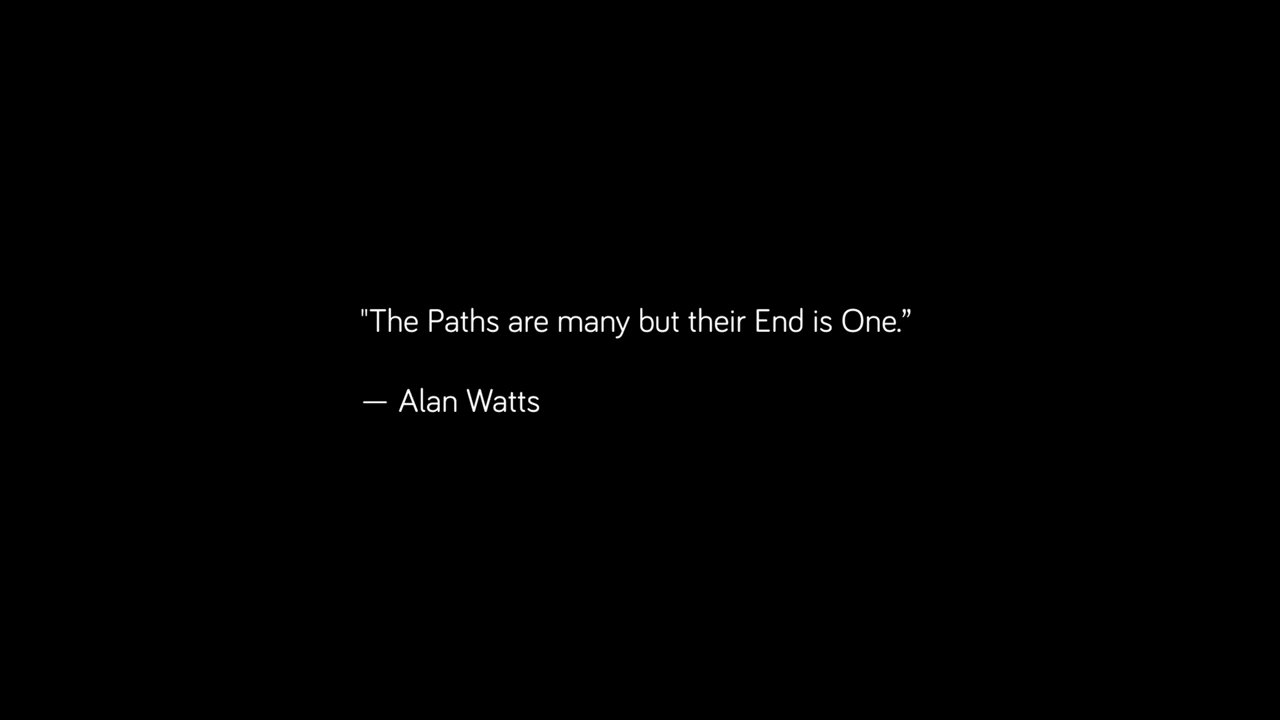 "The Paths are many but their End is One.”
— Alan Watts